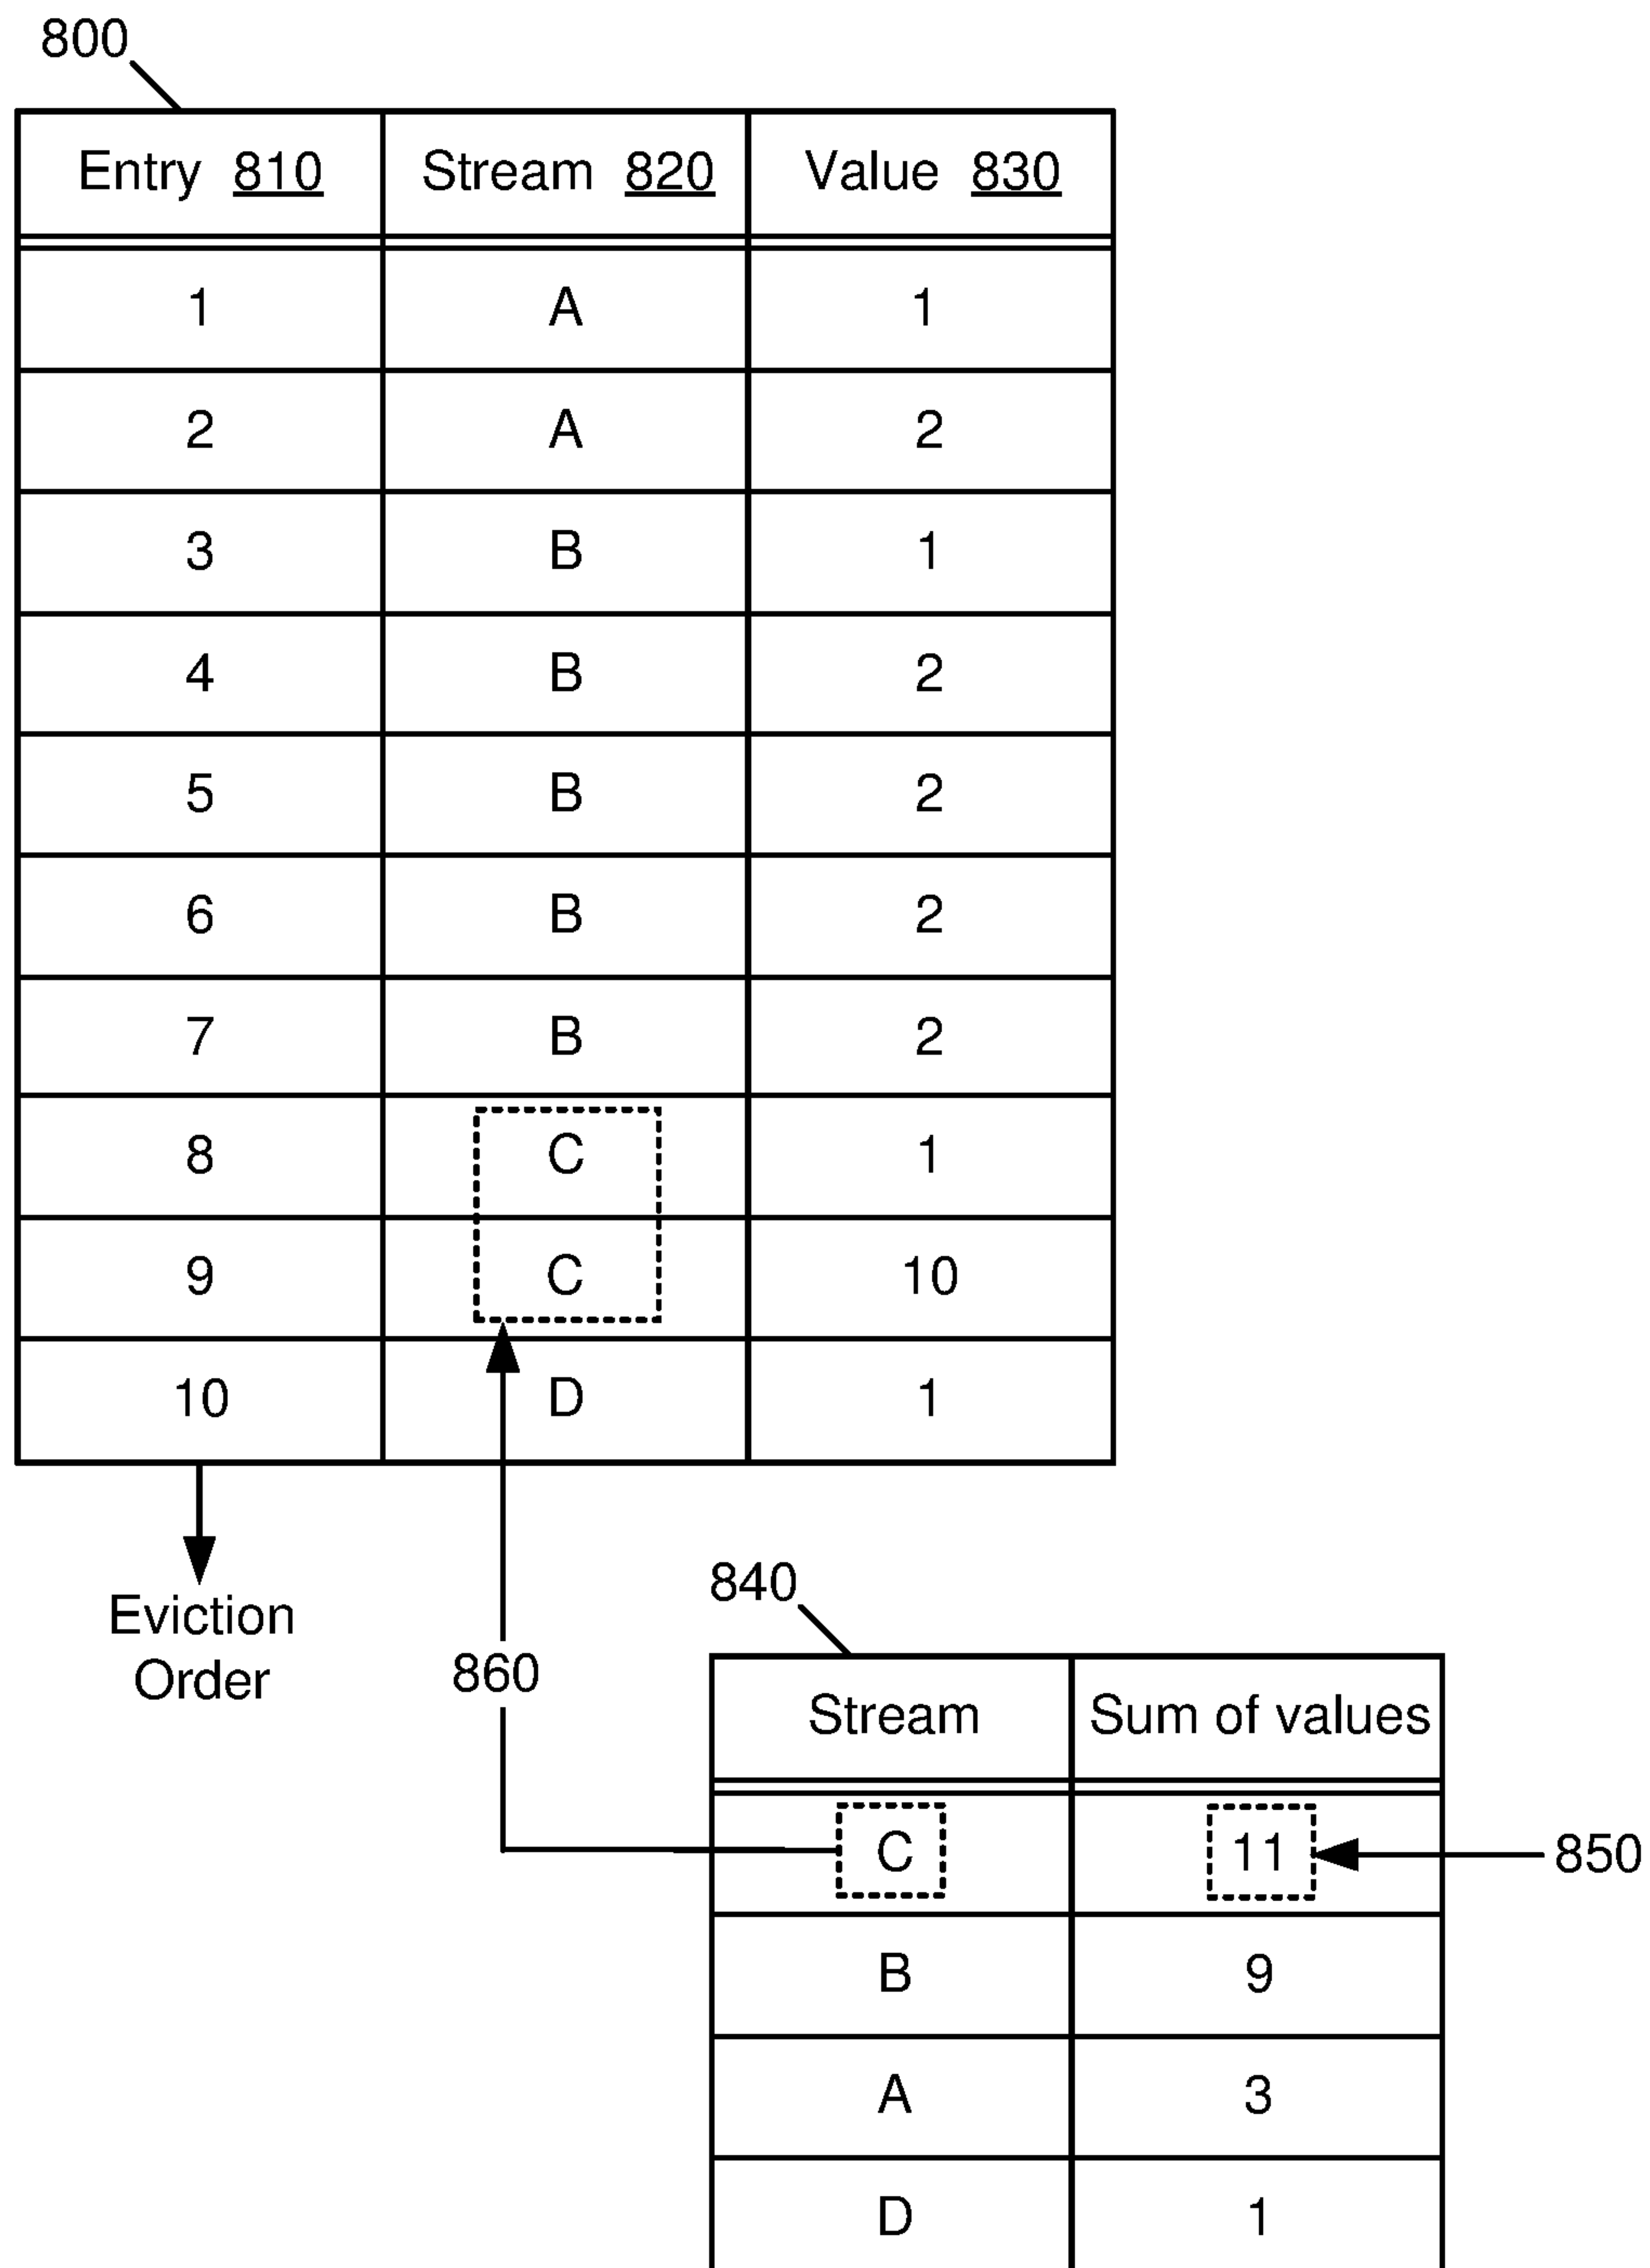 800
Entry 810 Stream 820 Value 830
1 A 1
2 A 2
3 B 1
4 B 2
5 B 2
6 B 2
7 B 2
8 C 1
9 C 10
10 D 1
Eviction
Order
860
840
Stream Sum of values
C 11 850
B 9
A 3
D 1